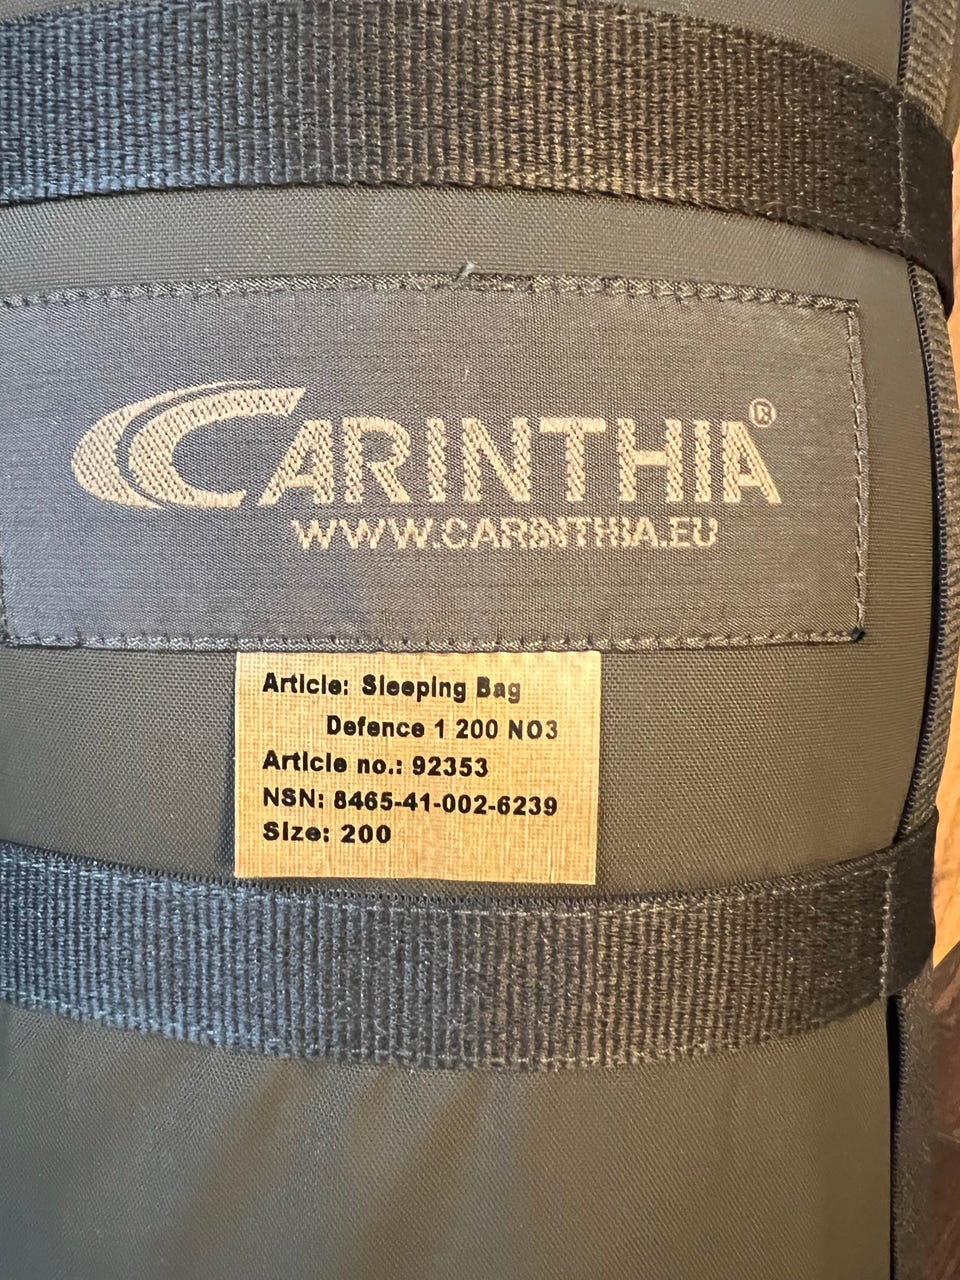 CARINTHIA®
WWW.CARINTHIA.EU
Article: Sleeping Bag
Defence 1 200 NO3
Article no.: 92353
NSN: 8465-41-002-6239
Size: 200